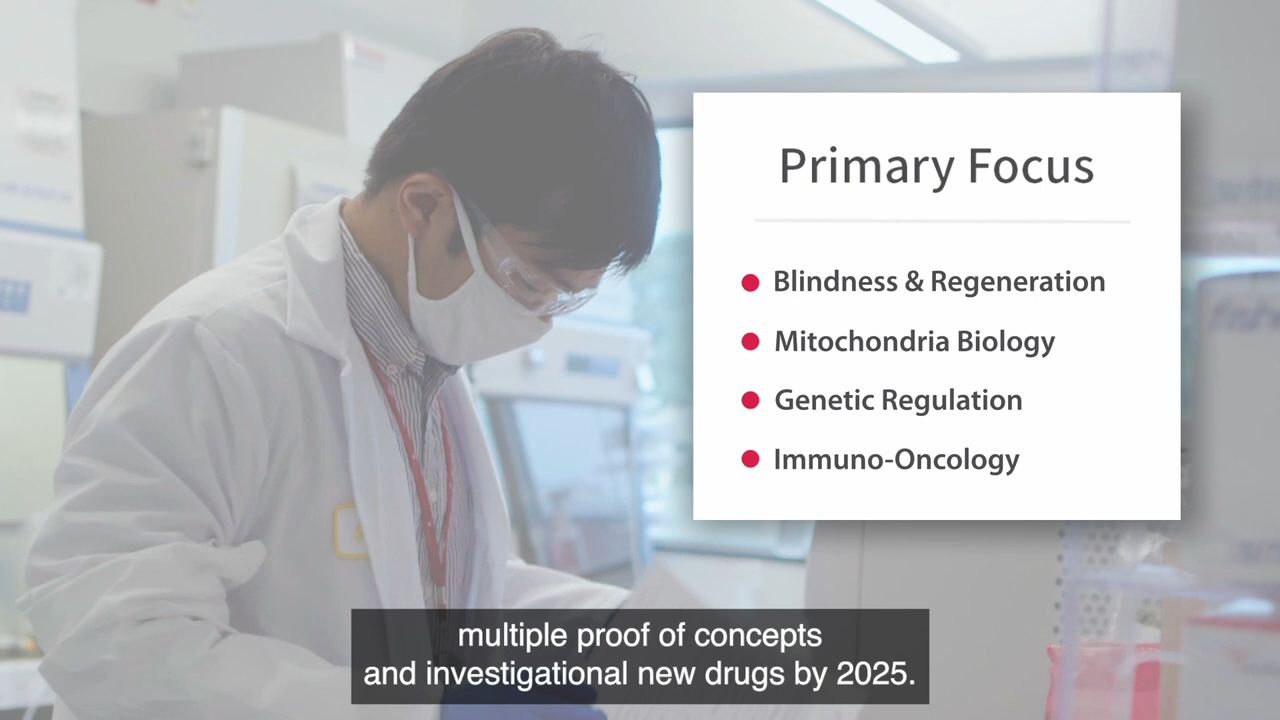 Primary Focus
Blindness & Regeneration
Mitochondria Biology
Genetic Regulation
Immuno-Oncology
multiple proof of concepts
and investigational new drugs by 2025.